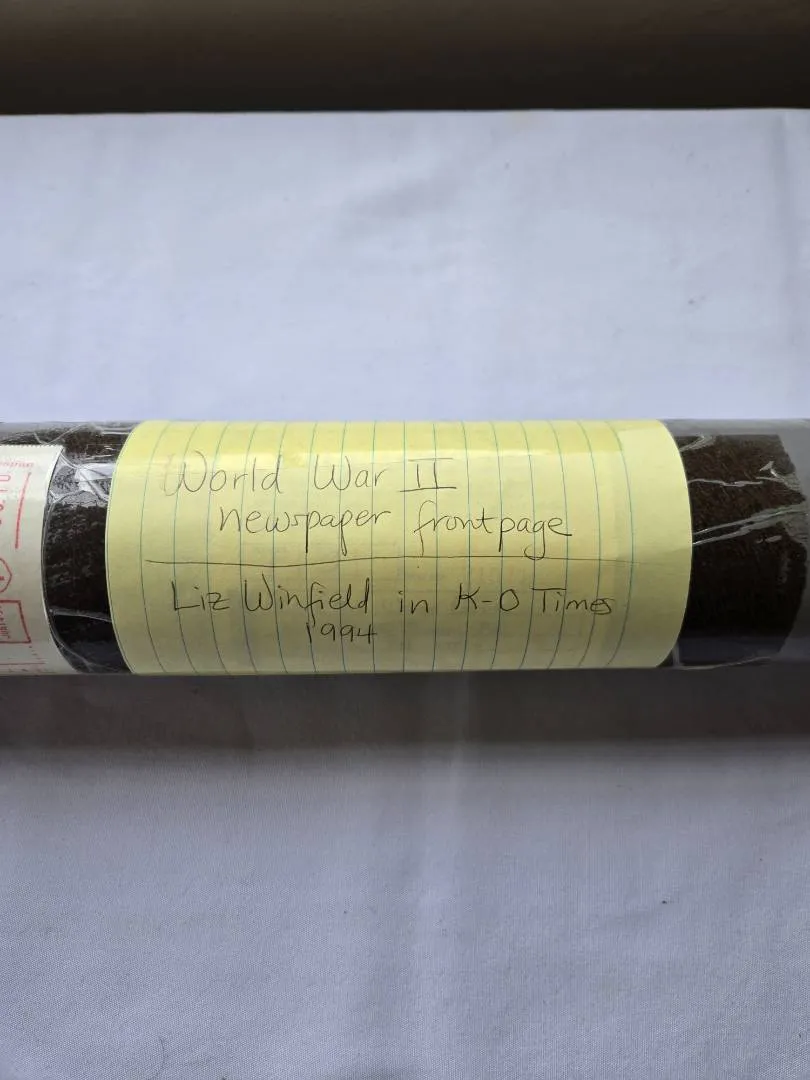 World War II
newspaper frontpage
Liz Winfield in K-O Times
1994